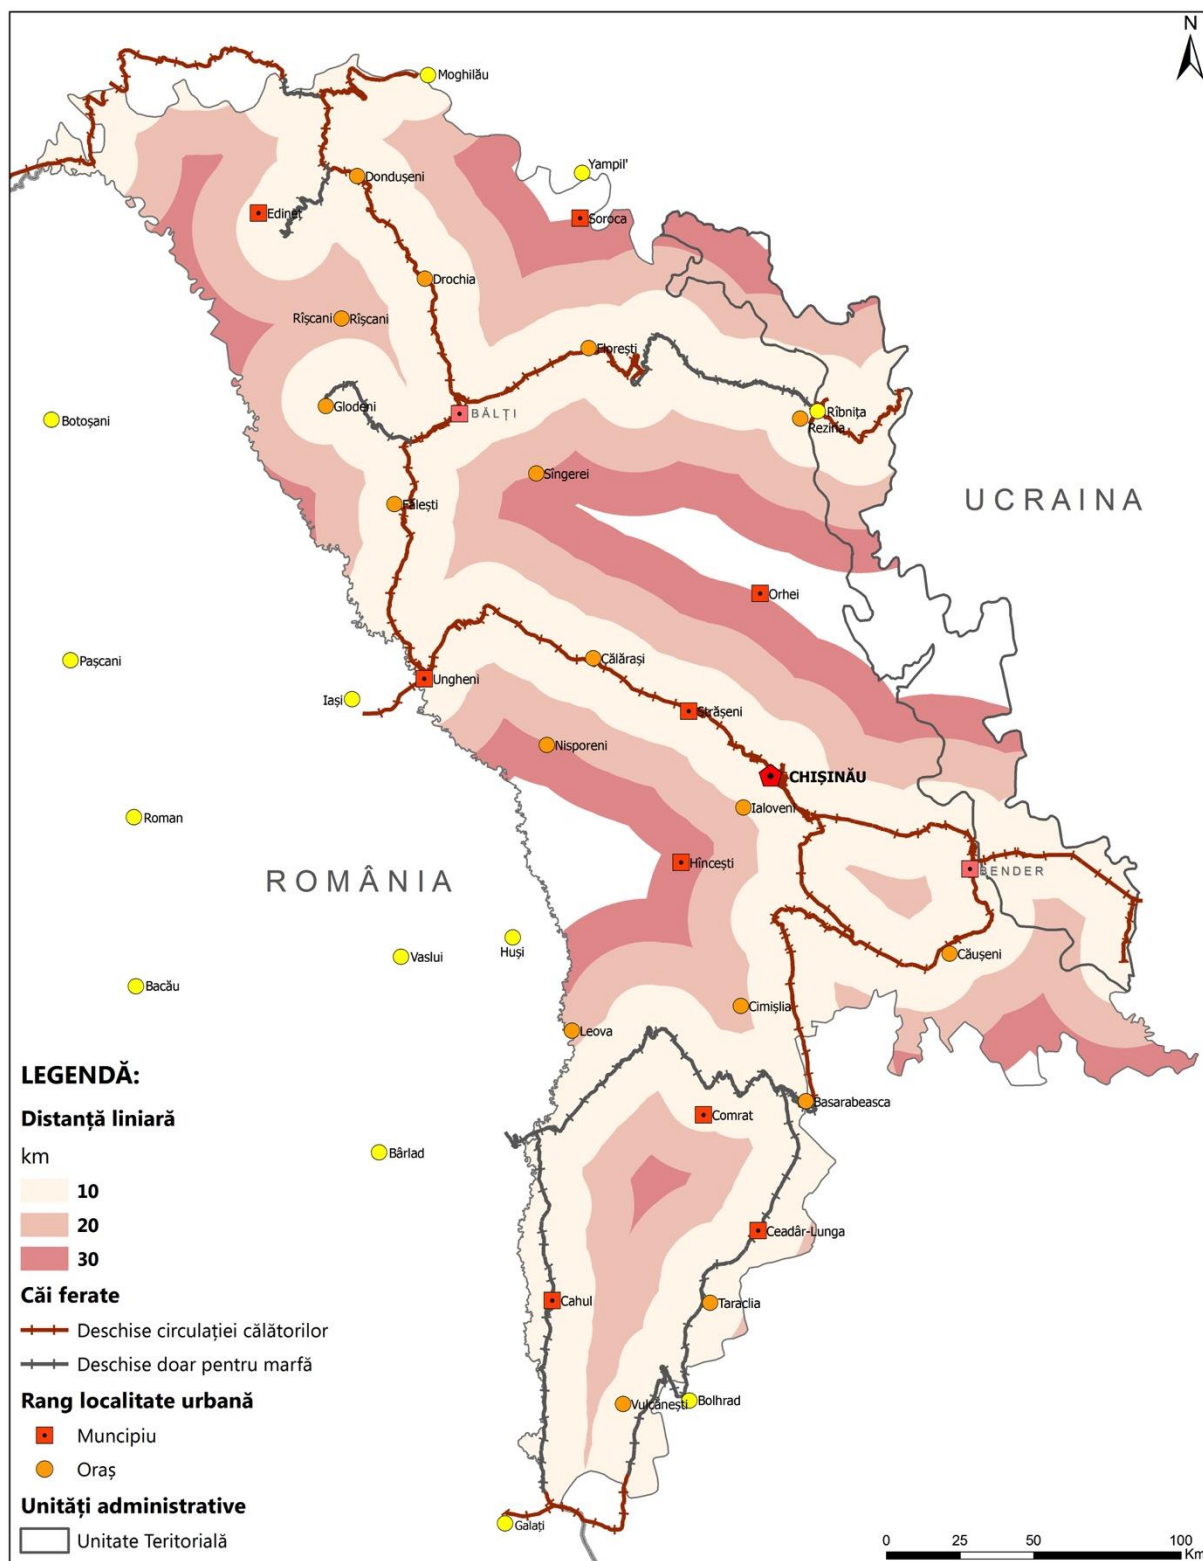 N
Moghilău
Yampil'
Dondușeni
Edineț
Soroca
Drochia
Rîșcani
Rîșcani
Florești
Glodeni
BĂLȚI
Rîbnița
Rezina
Botoșani
Sîngerei
UCRAINA
Fălești
Orhei
Călărași
Pașcani
Ungheni
Iași
Strășeni
Nisporeni
CHIȘINĂU
Ialoveni
Roman
Hîncești
BENDER
ROMÂNIA
Huși
Vaslui
Căușeni
Bacău
Cimișlia
Leova
LEGENDĂ:
Distanță liniară
km
10
20
30
Basarabeasca
Comrat
Bârlad
Ceadâr-Lunga
Cahul
Taraclia
Căi ferate
Deschise circulației călătorilor
Deschise doar pentru marfă
Bolhrad
Vulcănești
Rang localitate urbană
Muncipiu
Oraș
Unități administrative
Unitate Teritorială
Galați
0 25 50 100
Km